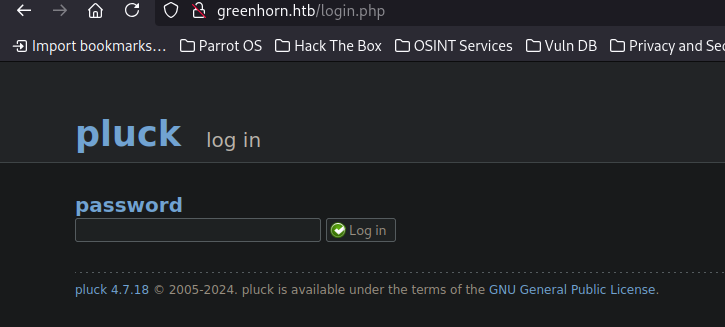 greenhorn.htb/login.php
Import bookmarks... Parrot OS Hack The Box OSINT Services Vuln DB Privacy and Sec
pluck log in
password
Log in
pluck 4.7.18 © 2005-2024. pluck is available under the terms of the GNU General Public License.